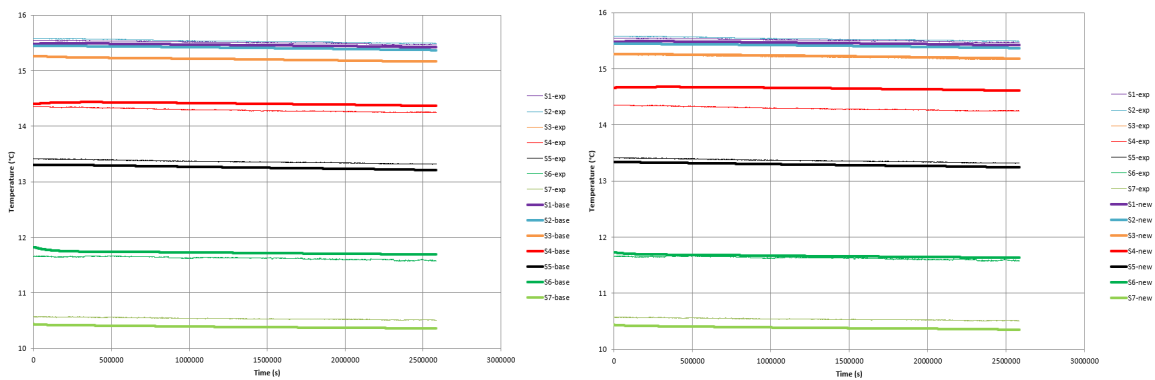 16
15
14
13
12
11
10
Temperature (°C)
0
500000
1000000
1500000
2000000
2500000
3000000
Time (s)
S1-exp
S2-exp
S3-exp
S4-exp
S5-exp
S6-exp
S7-exp
S1-base
S2-base
S3-base
S4-base
S5-base
S6-base
S7-base
16
15
14
13
12
11
10
Temperature (°C)
0
500000
1000000
1500000
2000000
2500000
3000000
Time (s)
S1-exp
S2-exp
S3-exp
S4-exp
S5-exp
S6-exp
S7-exp
S1-new
S2-new
S3-new
S4-new
S5-new
S6-new
S7-new